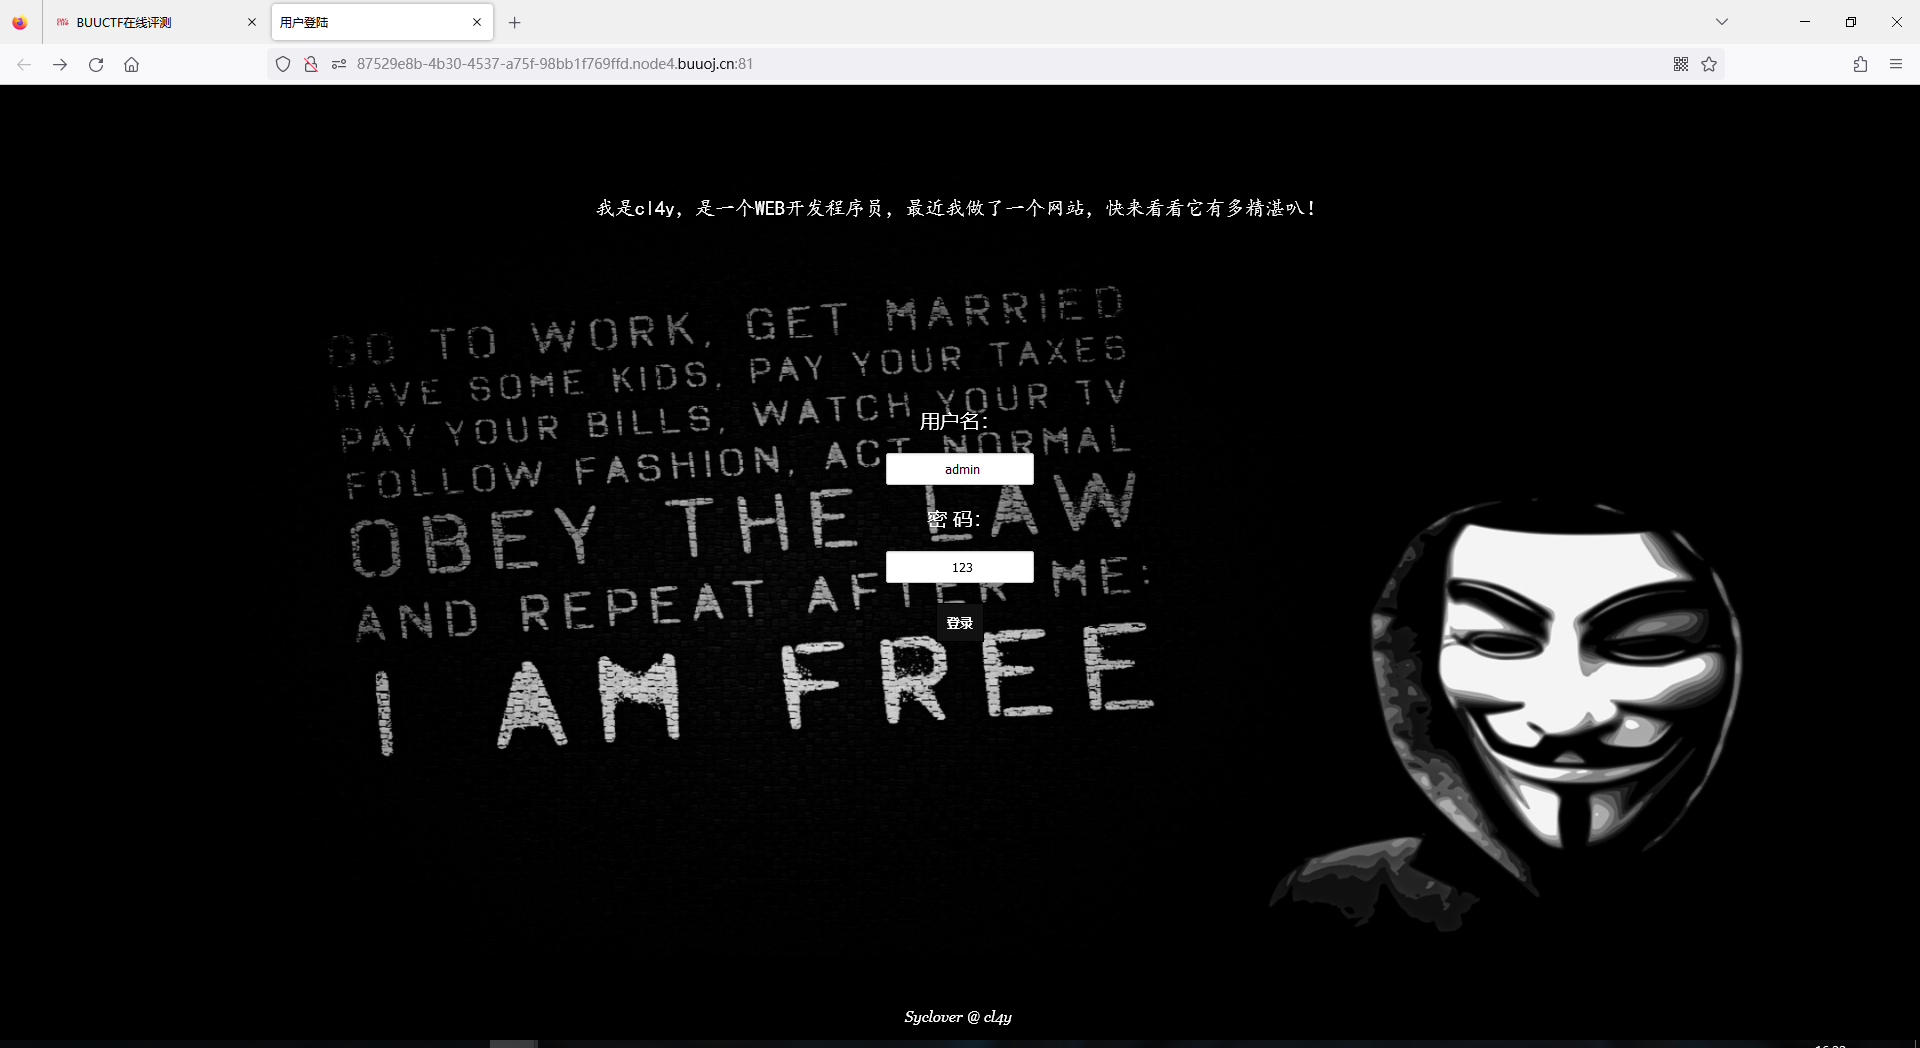 BUUCTF在线评测
用户登陆
87529e8b-4b30-4537-a75f-98bb1f769ffd.node4.buuoj.cn:81
我是cl4y，是一个WEB开发程序员，最近我做了一个网站，快来看看它有多精湛叭！
GO TO WORK, GET MARRIED
HAVE SOME KIDS, PAY YOUR TAXES
PAY YOUR BILLS, WATCH YOUR TV
FOLLOW FASHION, ACT NORMAL
OBEY THE LAW
AND REPEAT AFTER ME:
I AM FREE
用户名：
admin
密 码：
123
登录
Syclover @ cl4y